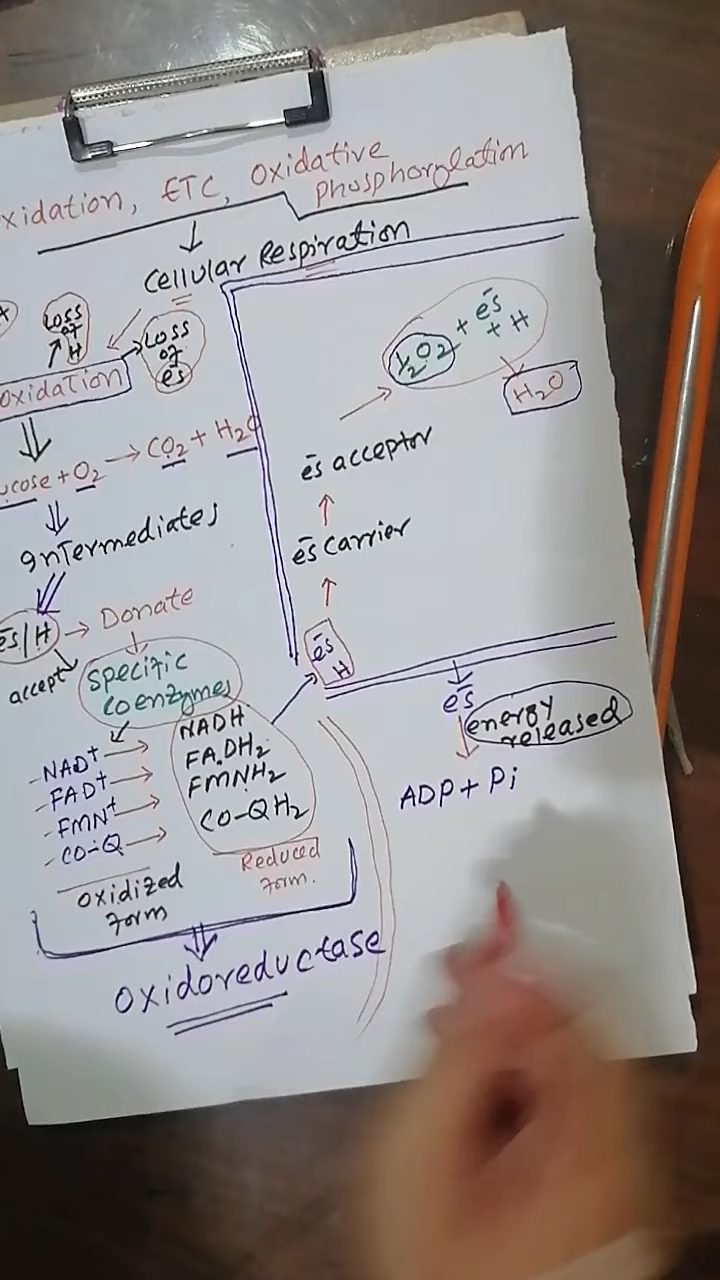 xidation, ETC, Oxidative
phosphorylation
Cellular Respiration
Loss
of
H
Loss
of
ēs
oxidation
ucose + O2 → CO2 + H2O
Intermediates
ēs/H → Donate
accept
specific
coenzymes
NAD+ →
FAD+ →
FMN+ →
CO-Q →
oxidized
form
NADH
FADH2
FMNH2
CO-QH2
Reduced
form.
oxidoreductase
½O2 + ēs
+ H
H2O
ēs acceptor
↑
ēs carrier
↑
ēs
H
ēs
energy
released
ADP + Pi